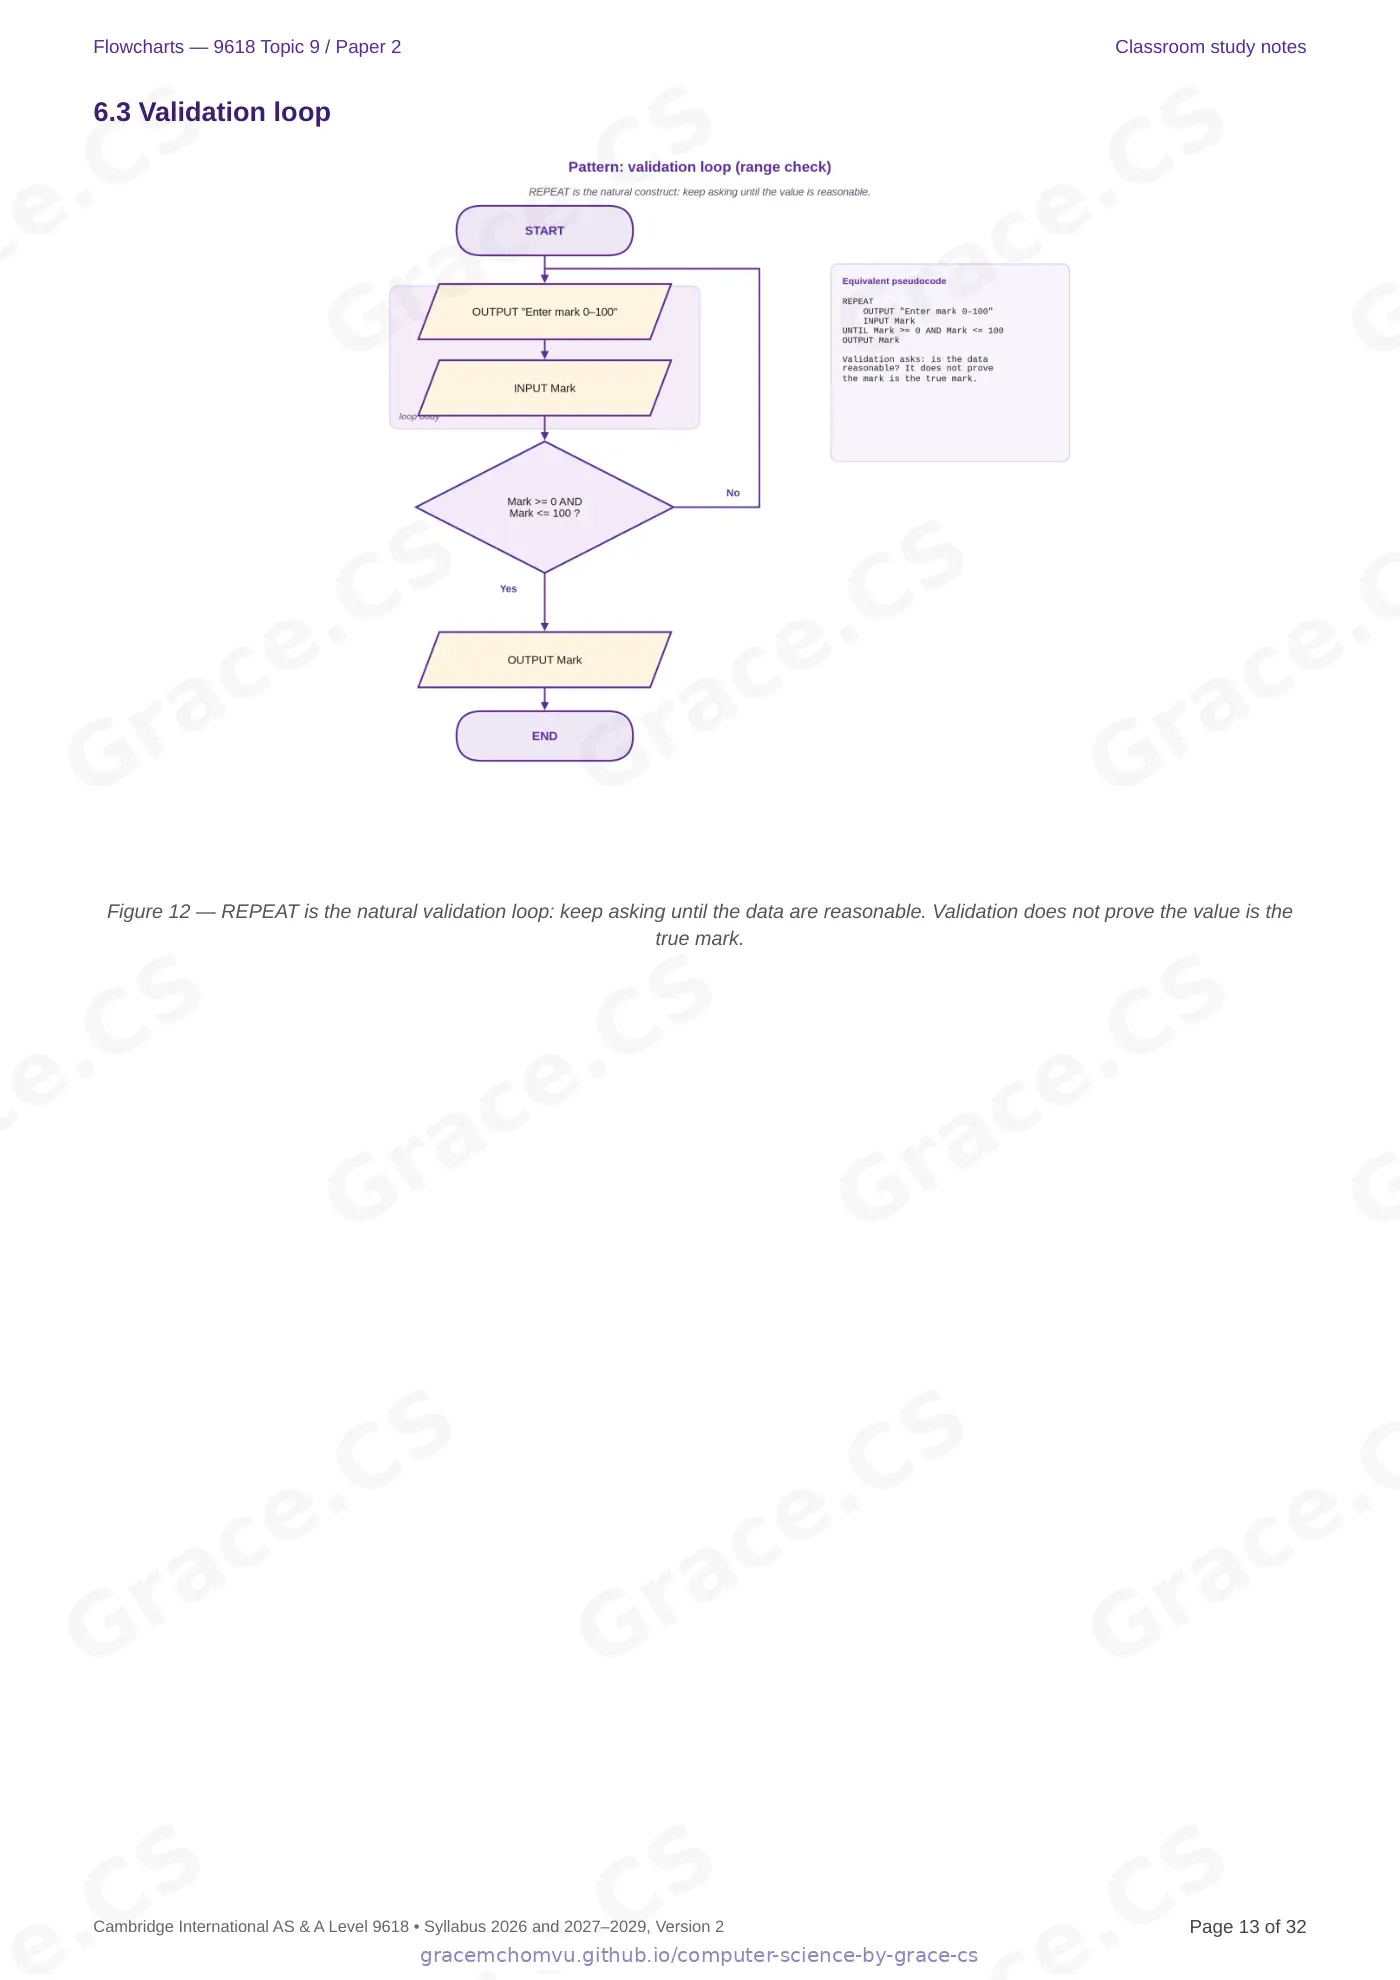 Flowcharts — 9618 Topic 9 / Paper 2
Classroom study notes
6.3 Validation loop
Pattern: validation loop (range check)
REPEAT is the natural construct: keep asking until the value is reasonable.
START
OUTPUT "Enter mark 0–100"
INPUT Mark
loop body
Mark >= 0 AND
Mark <= 100 ?
No
Yes
OUTPUT Mark
END
Equivalent pseudocode
REPEAT
    OUTPUT "Enter mark 0–100"
    INPUT Mark
UNTIL Mark >= 0 AND Mark <= 100
OUTPUT Mark
Validation asks: is the data
reasonable? It does not prove
the mark is the true mark.
Figure 12 — REPEAT is the natural validation loop: keep asking until the data are reasonable. Validation does not prove the value is the
true mark.
Cambridge International AS & A Level 9618 • Syllabus 2026 and 2027–2029, Version 2
Page 13 of 32
gracemchomvu.github.io/computer-science-by-grace-cs
Grace.CS